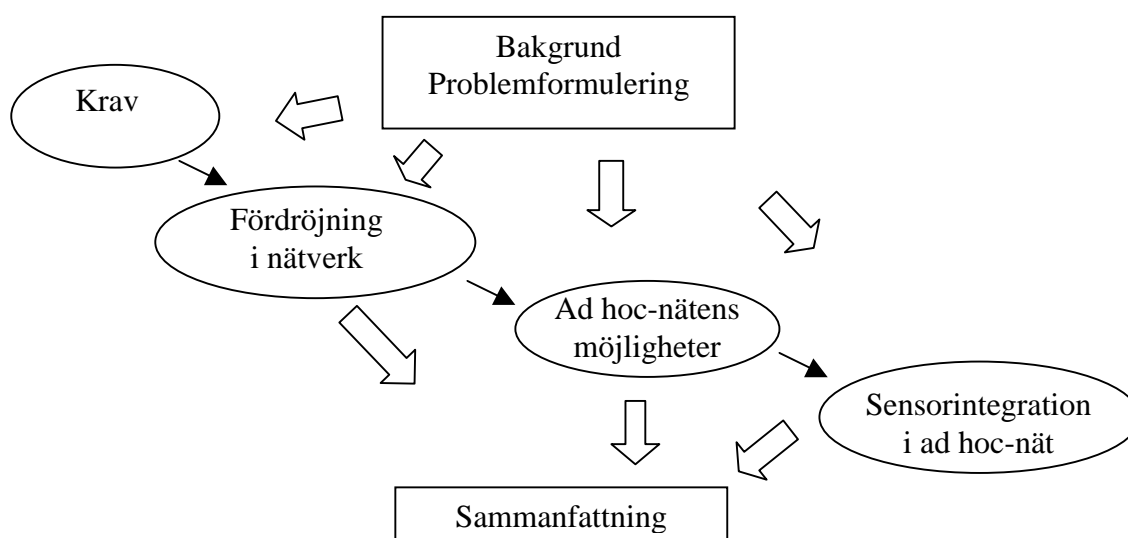 Bakgrund
Problemformulering
Krav
Fördröjning
i nätverk
Ad hoc-nätens
möjligheter
Sensorintegration
i ad hoc-nät
Sammanfattning